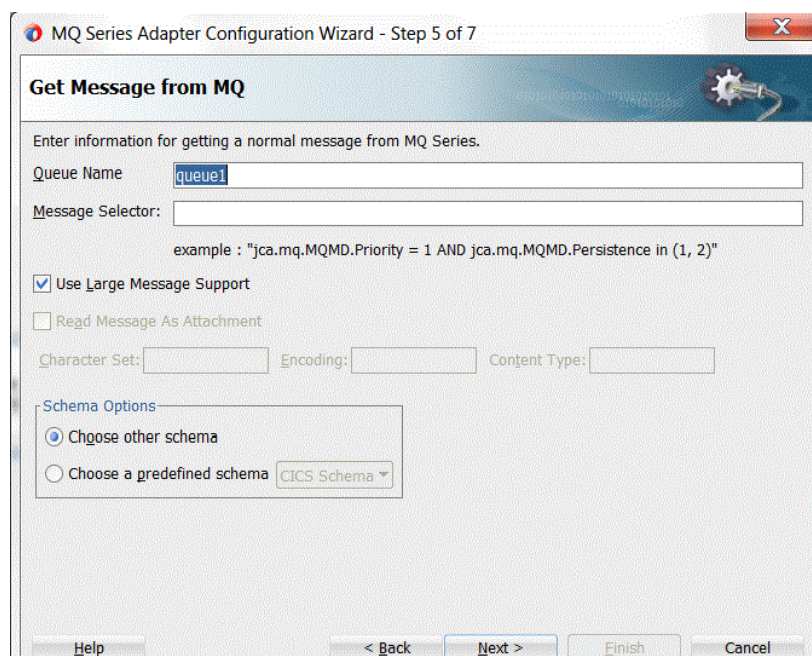 MQ Series Adapter Configuration Wizard - Step 5 of 7
Get Message from MQ
Enter information for getting a normal message from MQ Series.
Queue Name queue1
Message Selector:
example : "jca.mq.MQMD.Priority = 1 AND jca.mq.MQMD.Persistence in (1, 2)"
Use Large Message Support
Read Message As Attachment
Character Set: Encoding: Content Type:
Schema Options
Choose other schema
Choose a predefined schema CICS Schema
Help < Back Next > Finish Cancel